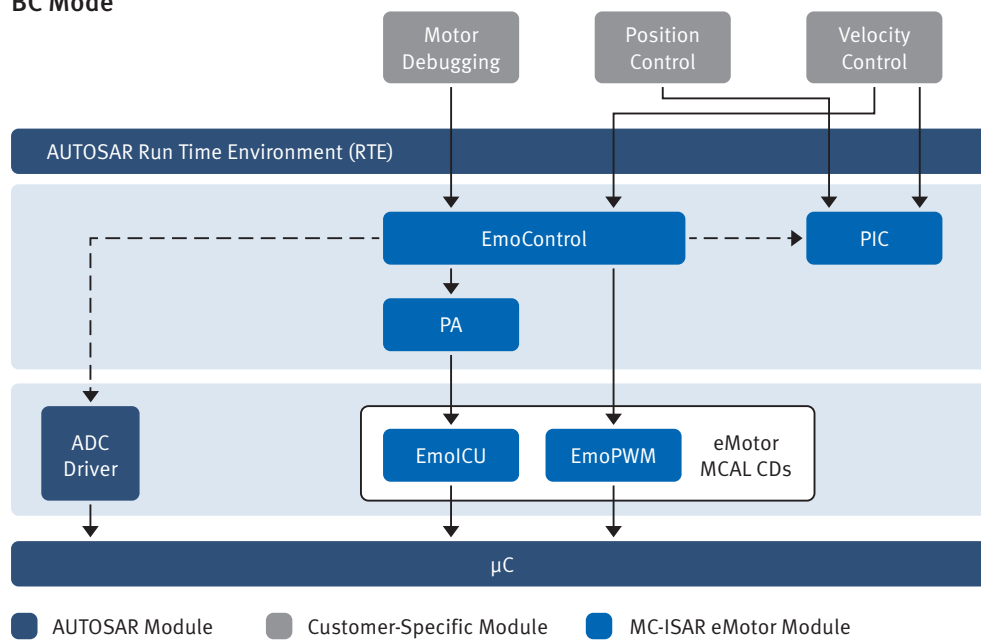 BC Mode
Motor
Debugging
Position
Control
Velocity
Control
AUTOSAR Run Time Environment (RTE)
EmoControl
PIC
PA
ADC
Driver
EmoICU
EmoPWM
eMotor
MCAL CDs
µC
AUTOSAR Module
Customer-Specific Module
MC-ISAR eMotor Module